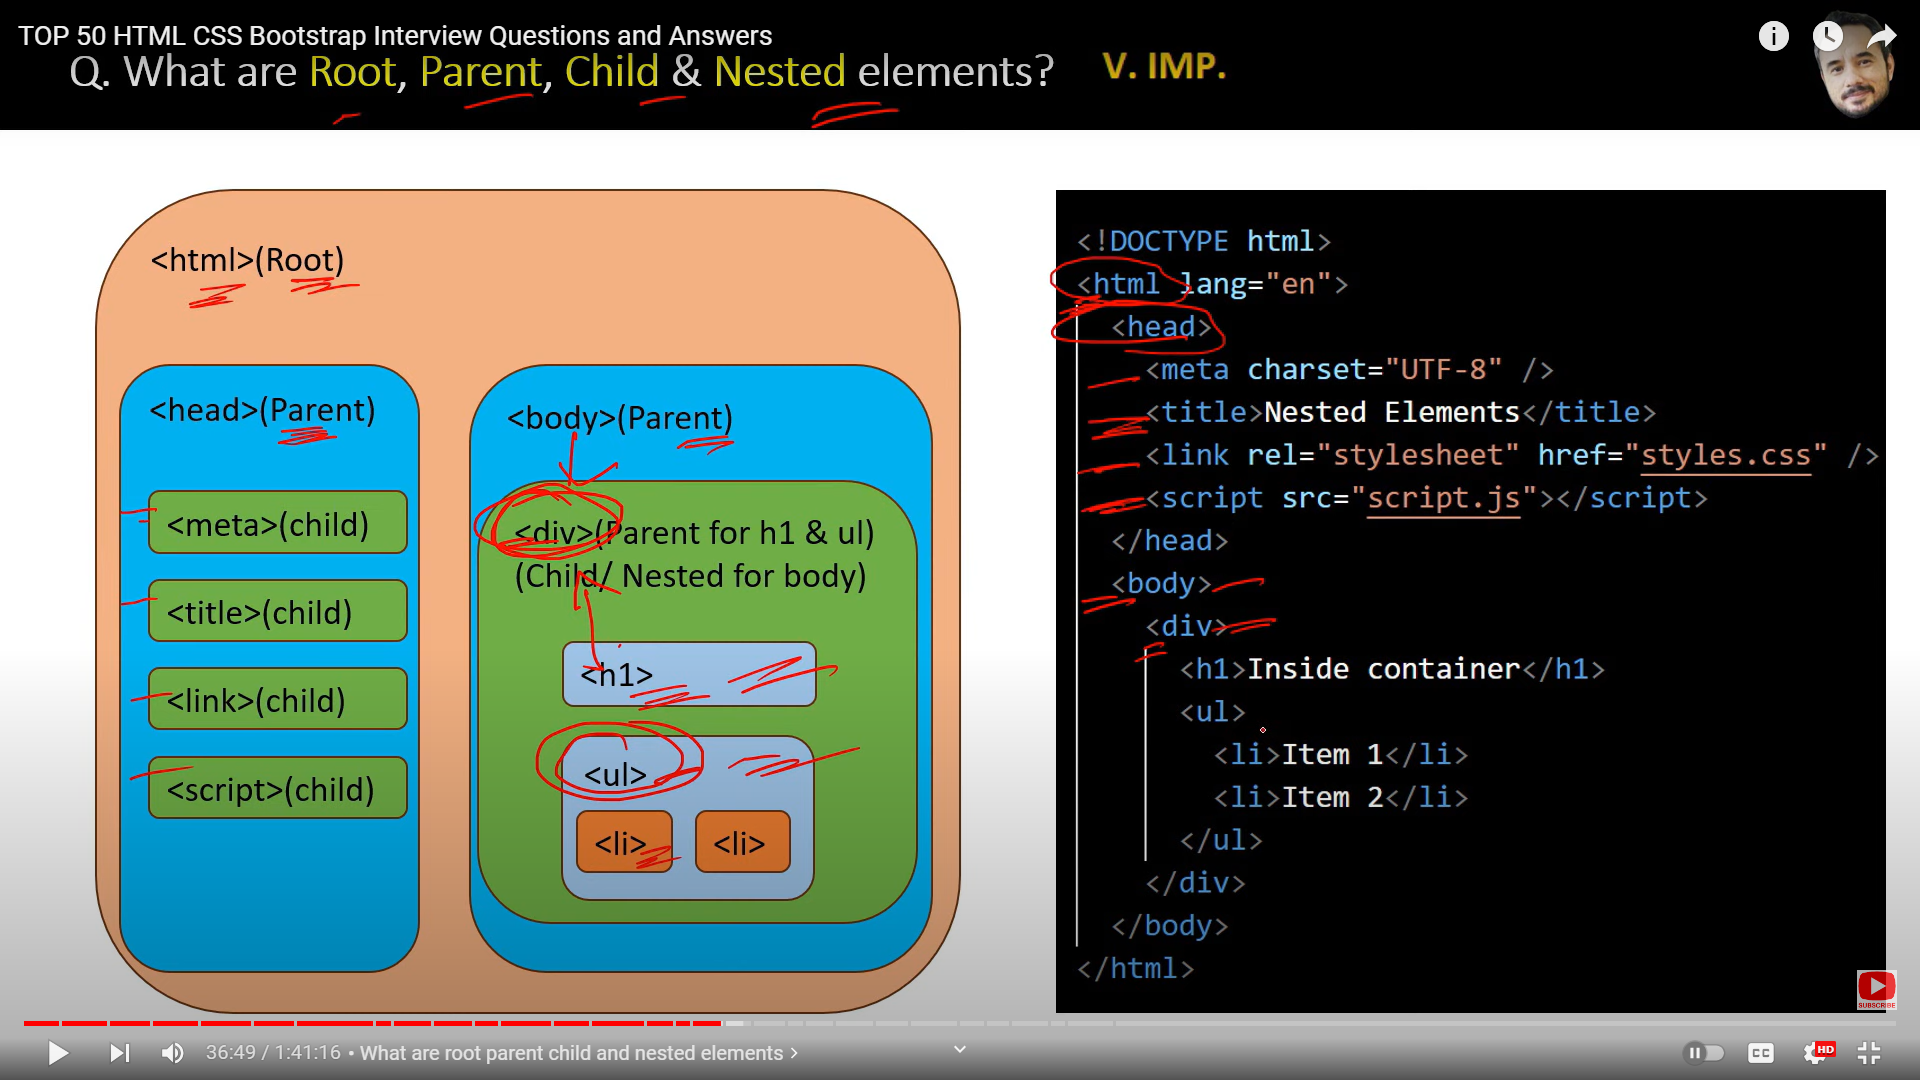 TOP 50 HTML CSS Bootstrap Interview Questions and Answers
Q. What are Root, Parent, Child & Nested elements?
V. IMP.
<html>(Root)
<head>(Parent)
<meta>(child)
<title>(child)
<link>(child)
<script>(child)
<body>(Parent)
<div>(Parent for h1 & ul)
(Child/ Nested for body)
<h1>
<ul>
<li>
<li>
<!DOCTYPE html>
<html lang="en">
<head>
<meta charset="UTF-8" />
<title>Nested Elements</title>
<link rel="stylesheet" href="styles.css" />
<script src="script.js"></script>
</head>
<body>
<div>
<h1>Inside container</h1>
<ul>
<li>Item 1</li>
<li>Item 2</li>
</ul>
</div>
</body>
</html>
SUBSCRIBE
36:49 / 1:41:16 • What are root parent child and nested elements >
CC
HD